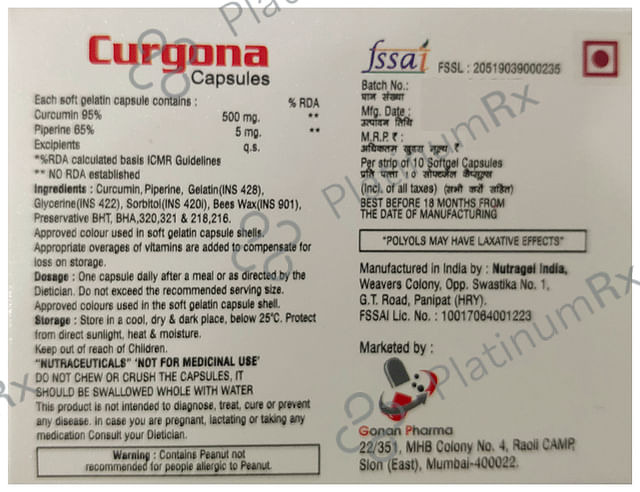 Curgona
Capsules
Each soft gelatin capsule contains : % RDA
Curcumin 95% 500 mg. **
Piperine 65% 5 mg. **
Excipients q.s.
*%RDA calculated basis ICMR Guidelines
** NO RDA established
Ingredients : Curcumin, Piperine, Gelatin(INS 428),
Glycerine(INS 422), Sorbitol(INS 420i), Bees Wax(INS 901),
Preservative BHT, BHA,320,321 & 218,216.
Approved colour used in soft gelatin capsule shells.
Appropriate overages of vitamins are added to compensate for
loss on storage.
Dosage : One capsule daily after a meal or as directed by the
Dietician. Do not exceed the recommended serving size.
Approved colours used in the soft gelatin capsule shell.
Storage : Store in a cool, dry & dark place, below 25°C. Protect
from direct sunlight, heat & moisture.
Keep out of reach of Children.
"NUTRACEUTICALS" 'NOT FOR MEDICINAL USE'
DO NOT CHEW OR CRUSH THE CAPSULES, IT
SHOULD BE SWALLOWED WHOLE WITH WATER
This product is not intended to diagnose, treat, cure or prevent
any disease. in case you are pregnant, lactating or taking any
medication Consult your Dietician.
Warning : Contains Peanut not
recommended for people allergic to Peanut.
fssai FSSL : 20519039000235
Batch No.:
पान संख्या
Mfg. Date :
उत्पादन तिथि
M.R.P. ₹ :
अधिकतम खुदरा मूल्य ₹
Per strip of 10 Softgel Capsules
प्रति पत्ता 10 सोफ्टजेल कैप्सूल्स
(Incl. of all taxes) (सभी करों सहित)
BEST BEFORE 18 MONTHS FROM
THE DATE OF MANUFACTURING
"POLYOLS MAY HAVE LAXATIVE EFFECTS"
Manufactured in India by : Nutragei India,
Weavers Colony, Opp. Swastika No. 1,
G.T. Road, Panipat (HRY).
FSSAI Lic. No. : 10017064001223
Marketed by :
Gonan Pharma
22/351, MHB Colony No. 4, Raoli CAMP,
Sion (East), Mumbai-400022.
PlatinumRx
PlatinumRx
PlatinumRx
Rx